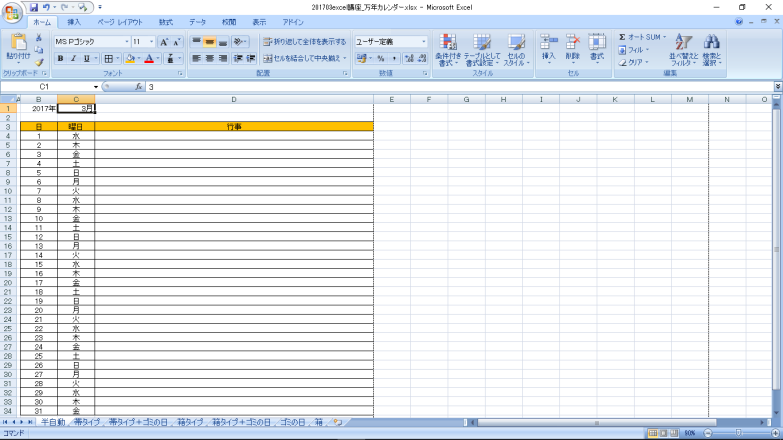 201703excel講座_万年カレンダー.xlsx - Microsoft Excel
ホーム 挿入 ページ レイアウト 数式 データ 校閲 表示 アドイン
貼り付け
クリップボード
MS Pゴシック 11
B I U
フォント
折り返して全体を表示する
セルを結合して中央揃え
配置
ユーザー定義
数値
条件付き書式 テーブルとして書式設定 セルのスタイル
スタイル
挿入 削除 書式
セル
Σ オート SUM
フィル
クリア
並べ替えとフィルタ 検索と選択
編集
C1 fx 3
A B C D E F G H I J K L M N O
1 2017年 3月
2
3 日 曜日 行事
4 1 水
5 2 木
6 3 金
7 4 土
8 5 日
9 6 月
10 7 火
11 8 水
12 9 木
13 10 金
14 11 土
15 12 日
16 13 月
17 14 火
18 15 水
19 16 木
20 17 金
21 18 土
22 19 日
23 20 月
24 21 火
25 22 水
26 23 木
27 24 金
28 25 土
29 26 日
30 27 月
31 28 火
32 29 水
33 30 木
34 31 金
半自動 帯タイプ 帯タイプ+ゴミの日 箱タイプ 箱タイプ+ゴミの日 ゴミの日 箱
コマンド 80%